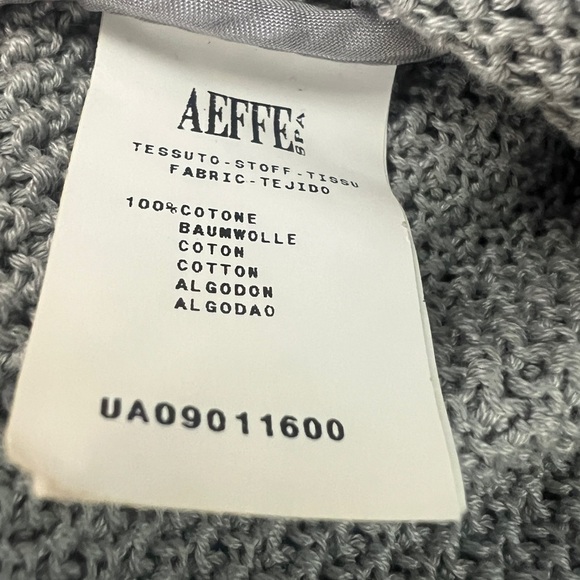 AEFFE SPA
TESSUTO-STOFF-TISSU
FABRIC-TEJIDO
100%COTONE
BAUMWOLLE
COTON
COTTON
ALGODON
ALGODAO
UA09011600